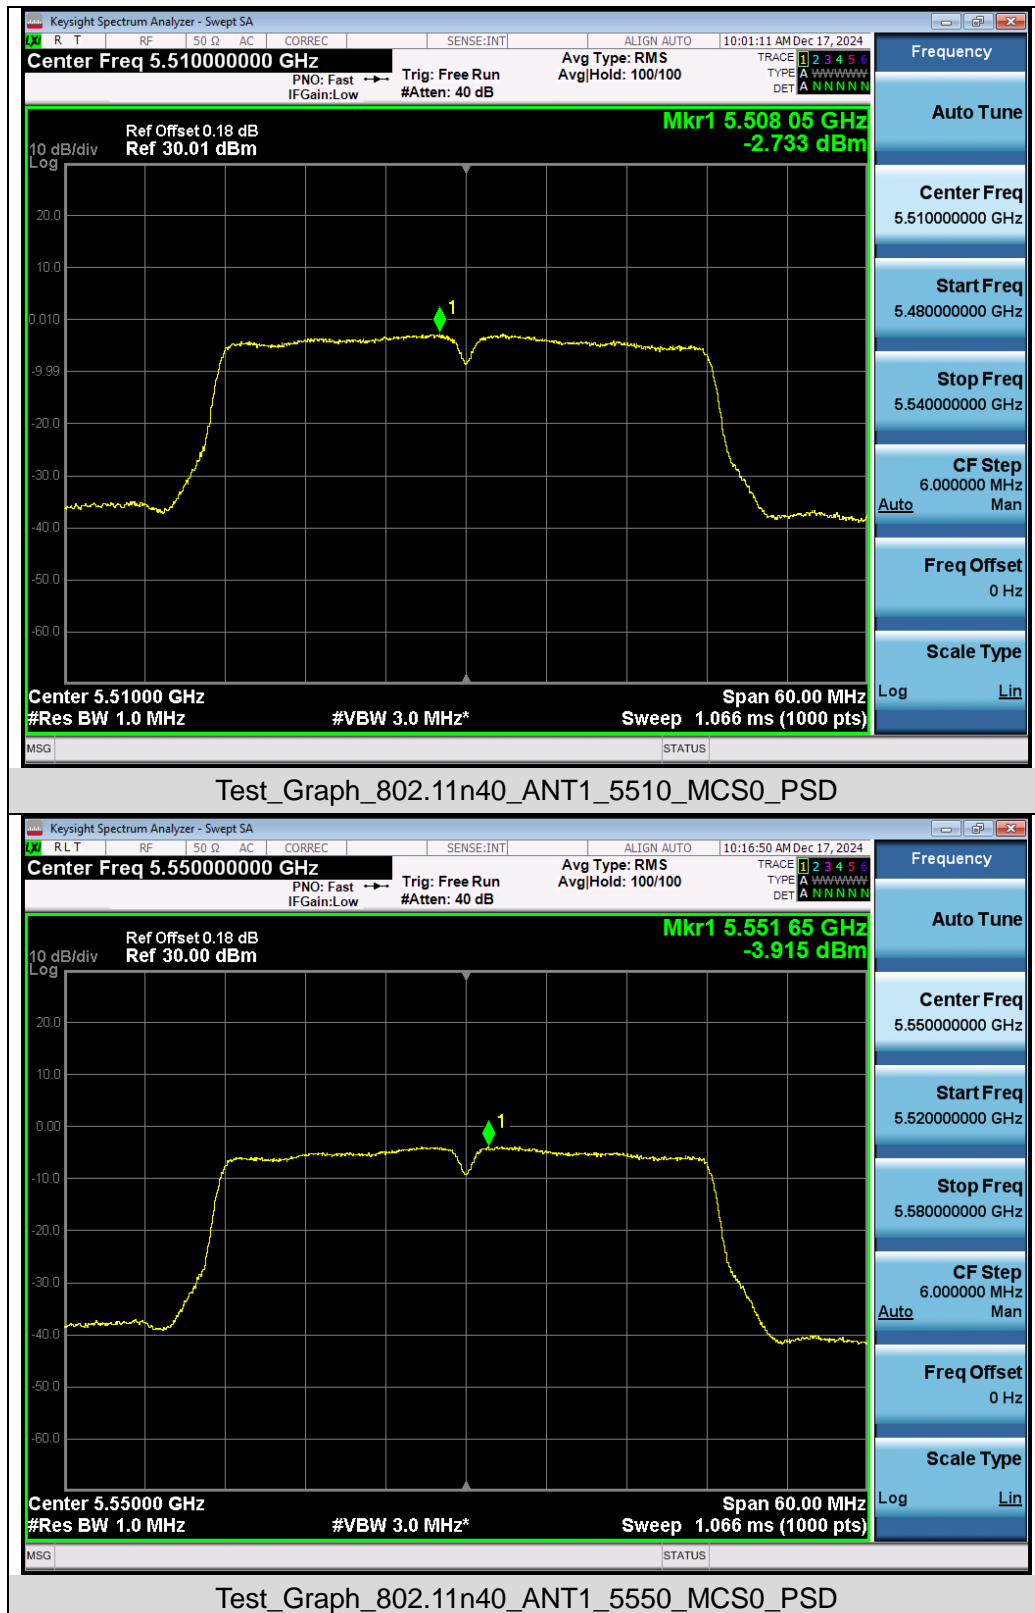 Keysight Spectrum Analyzer - Swept SA
LXI R T RF 50 Ω AC CORREC SENSE:INT ALIGN AUTO 10:01:11 AM Dec 17, 2024
Center Freq 5.510000000 GHz
PNO: Fast
IFGain:Low
Trig: Free Run
#Atten: 40 dB
Avg Type: RMS
Avg|Hold: 100/100
TRACE 1 2 3 4 5 6
TYPE A WWWWW
DET A N N N N N
Frequency
Auto Tune
Center Freq
5.510000000 GHz
Start Freq
5.480000000 GHz
Stop Freq
5.540000000 GHz
CF Step
6.000000 MHz
Auto Man
Freq Offset
0 Hz
Scale Type
Log Lin
Mkr1 5.508 05 GHz
-2.733 dBm
Ref Offset 0.18 dB
10 dB/div Ref 30.01 dBm
Log
20.0
10.0
0.010
-9.99
-20.0
-30.0
-40.0
-50.0
-60.0
1
Center 5.51000 GHz Span 60.00 MHz
#Res BW 1.0 MHz #VBW 3.0 MHz* Sweep 1.066 ms (1000 pts)
MSG STATUS
Test_Graph_802.11n40_ANT1_5510_MCS0_PSD
Keysight Spectrum Analyzer - Swept SA
LXI R L T RF 50 Ω AC CORREC SENSE:INT ALIGN AUTO 10:16:50 AM Dec 17, 2024
Center Freq 5.550000000 GHz
PNO: Fast
IFGain:Low
Trig: Free Run
#Atten: 40 dB
Avg Type: RMS
Avg|Hold: 100/100
TRACE 1 2 3 4 5 6
TYPE A WWWWW
DET A N N N N N
Frequency
Auto Tune
Center Freq
5.550000000 GHz
Start Freq
5.520000000 GHz
Stop Freq
5.580000000 GHz
CF Step
6.000000 MHz
Auto Man
Freq Offset
0 Hz
Scale Type
Log Lin
Mkr1 5.551 65 GHz
-3.915 dBm
Ref Offset 0.18 dB
10 dB/div Ref 30.00 dBm
Log
20.0
10.0
0.00
-10.0
-20.0
-30.0
-40.0
-50.0
-60.0
1
Center 5.55000 GHz Span 60.00 MHz
#Res BW 1.0 MHz #VBW 3.0 MHz* Sweep 1.066 ms (1000 pts)
MSG STATUS
Test_Graph_802.11n40_ANT1_5550_MCS0_PSD